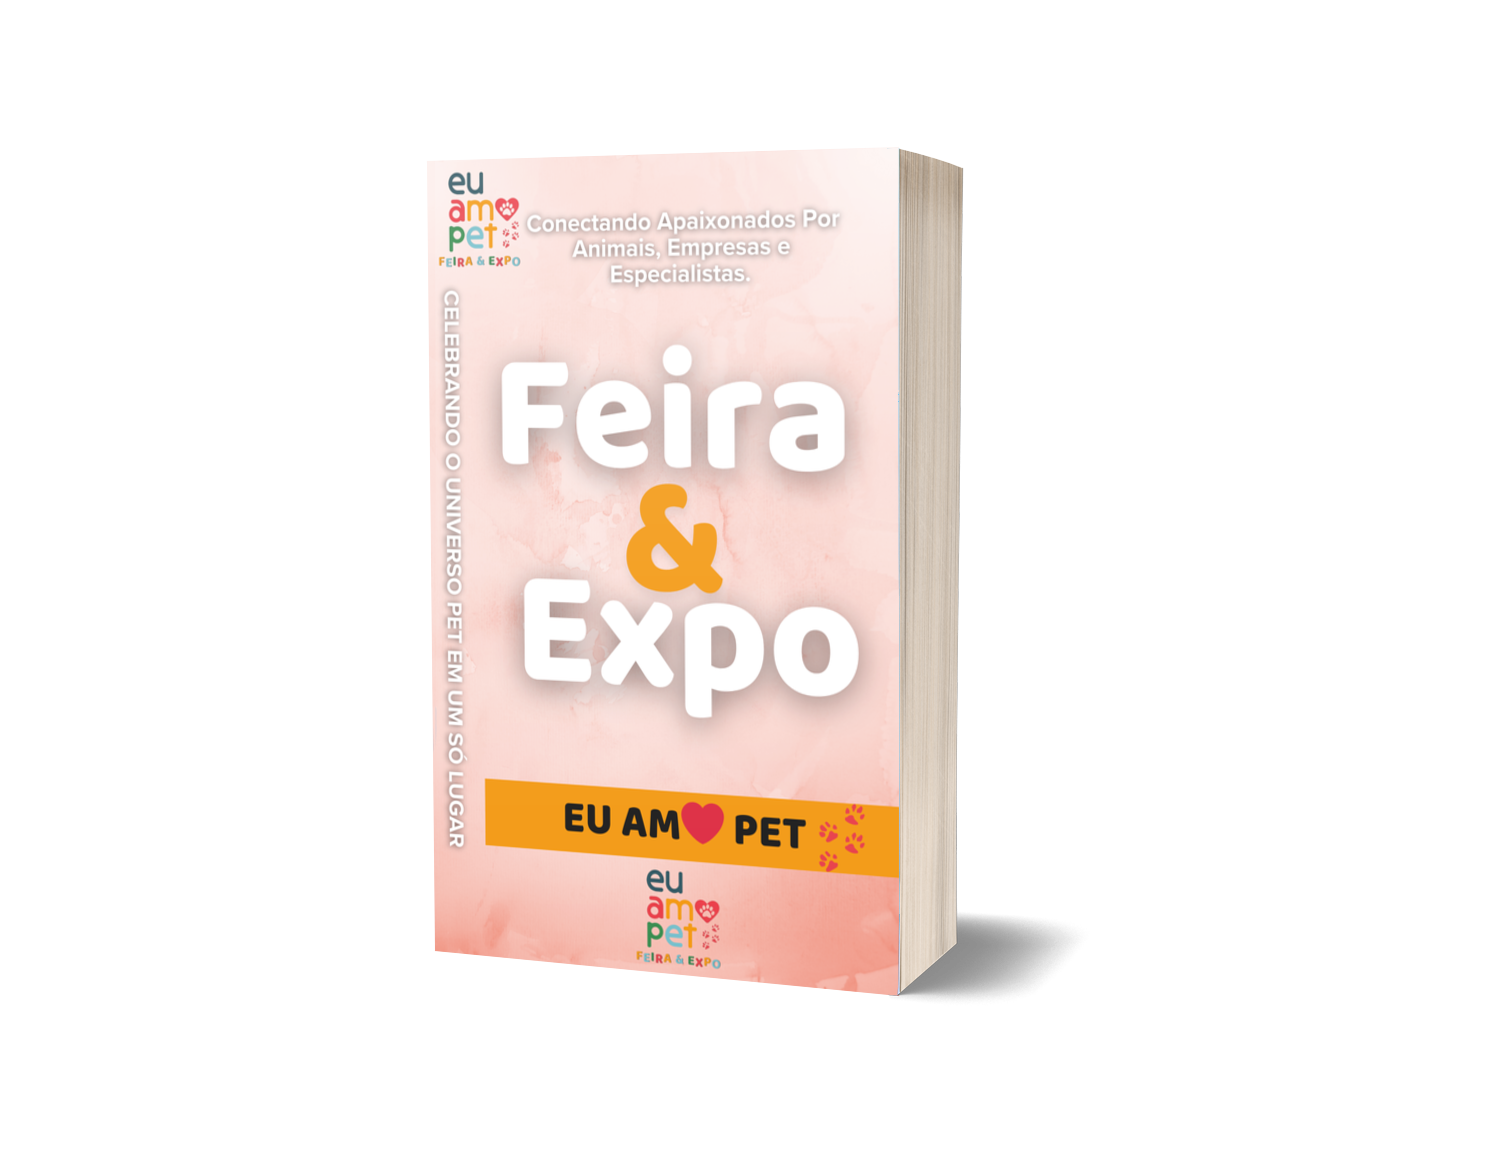 eu
am
pet
FEIRA & EXPO
Conectando Apaixonados Por
Animais, Empresas e
Especialistas.
CELEBRANDO O UNIVERSO PET EM UM SÓ LUGAR
Feira
&
Expo
EU AM PET
eu
am
pet
FEIRA & EXPO